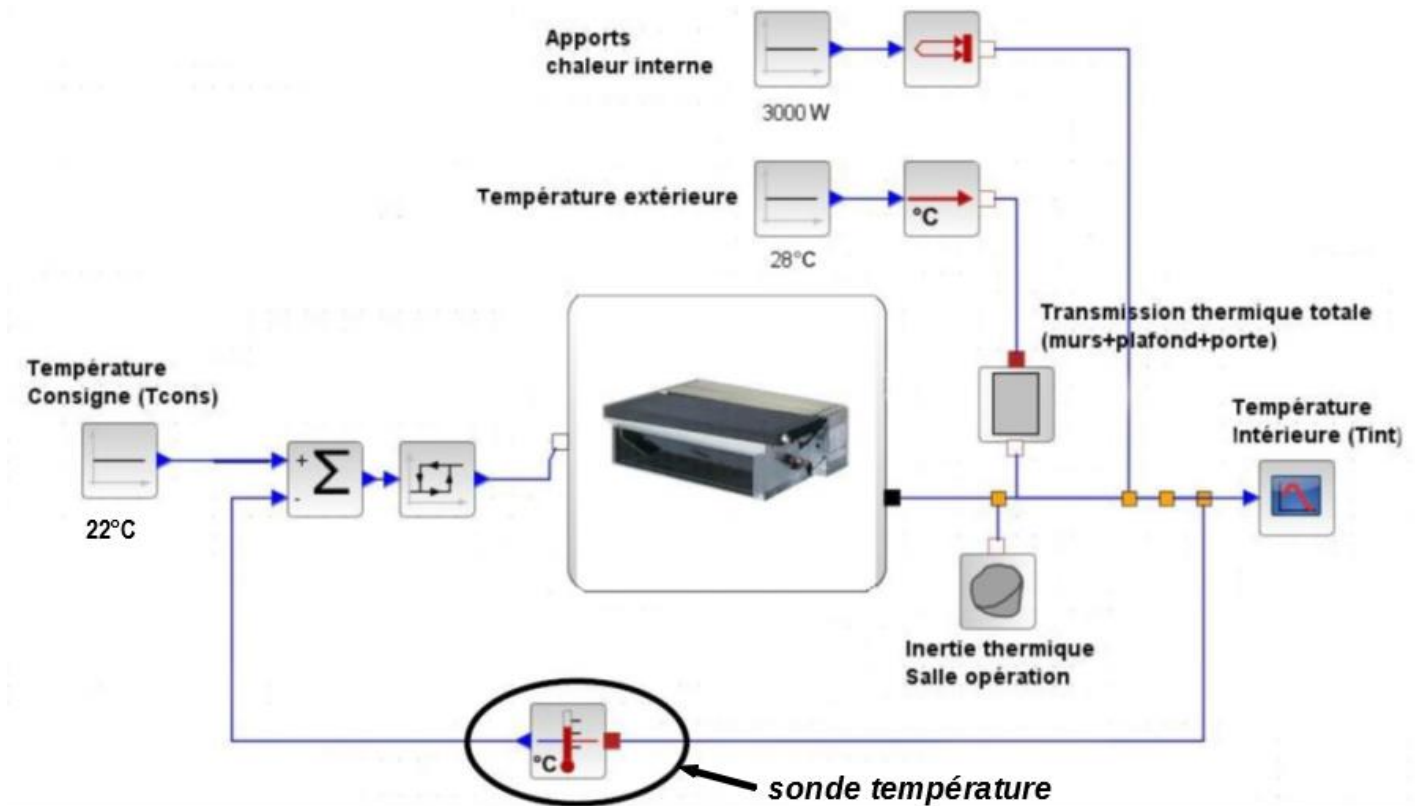 Apports
chaleur interne
3000 W
Température extérieure
°C
28°C
Transmission thermique totale
(murs+plafond+porte)
Température
Consigne (Tcons)
Température
Intérieure (Tint)
+
Σ
-
22°C
Inertie thermique
Salle opération
°C
sonde température